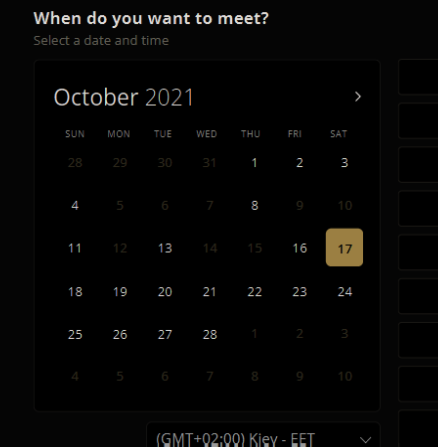 When do you want to meet?
Select a date and time
October 2021
SUN MON TUE WED THU FRI SAT
28 29 30 31 1 2 3
4 5 6 7 8 9 10
11 12 13 14 15 16 17
18 19 20 21 22 23 24
25 26 27 28 1 2 3
4 5 6 7 8 9 10
(GMT+02:00) Kiev - EET